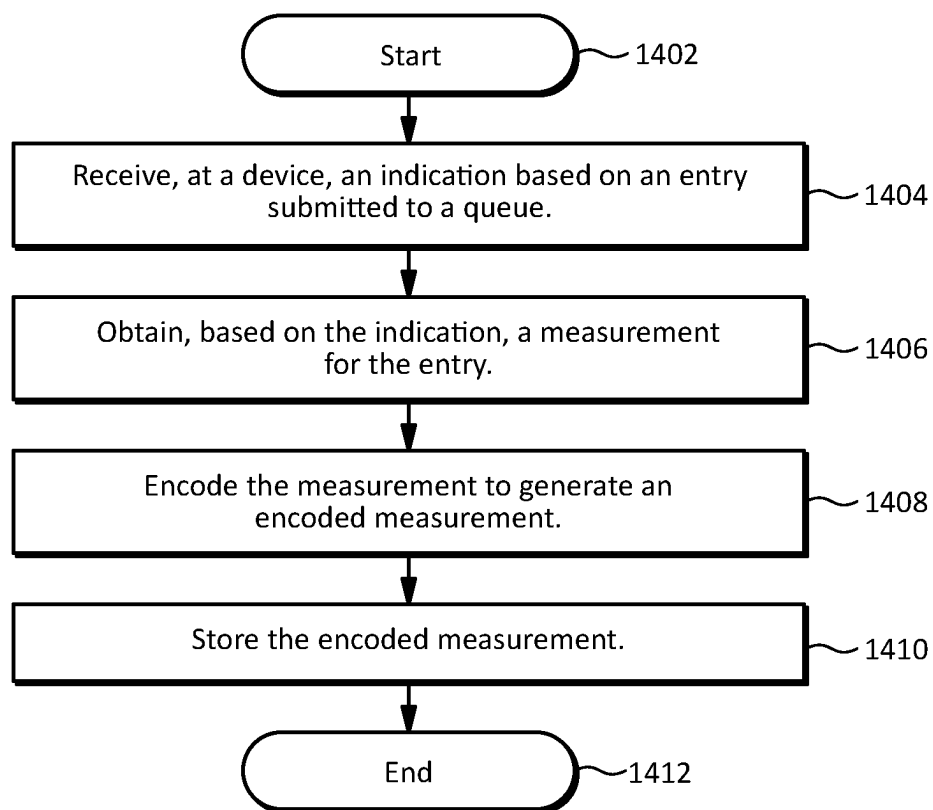 Start
1402
Receive, at a device, an indication based on an entry
submitted to a queue.
1404
Obtain, based on the indication, a measurement
for the entry.
1406
Encode the measurement to generate an
encoded measurement.
1408
Store the encoded measurement.
1410
End
1412